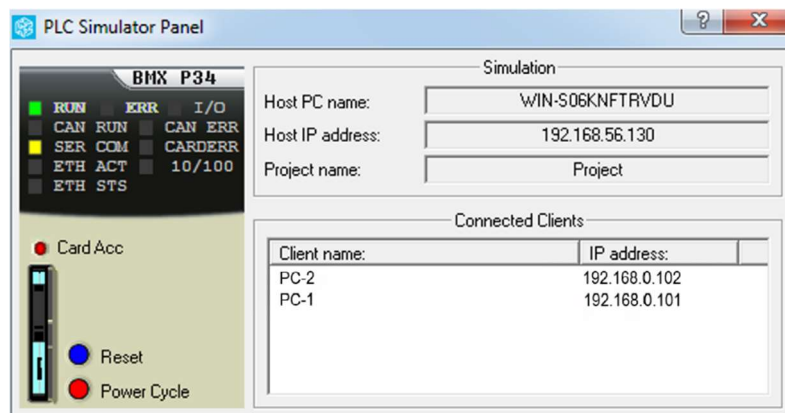 PLC Simulator Panel
BMX P34
RUN ERR I/O
CAN RUN CAN ERR
SER COM CARDERR
ETH ACT 10/100
ETH STS
Card Acc
Reset
Power Cycle
Simulation
Host PC name: WIN-S06KNFTRVDU
Host IP address: 192.168.56.130
Project name: Project
Connected Clients
Client name: IP address:
PC-2 192.168.0.102
PC-1 192.168.0.101